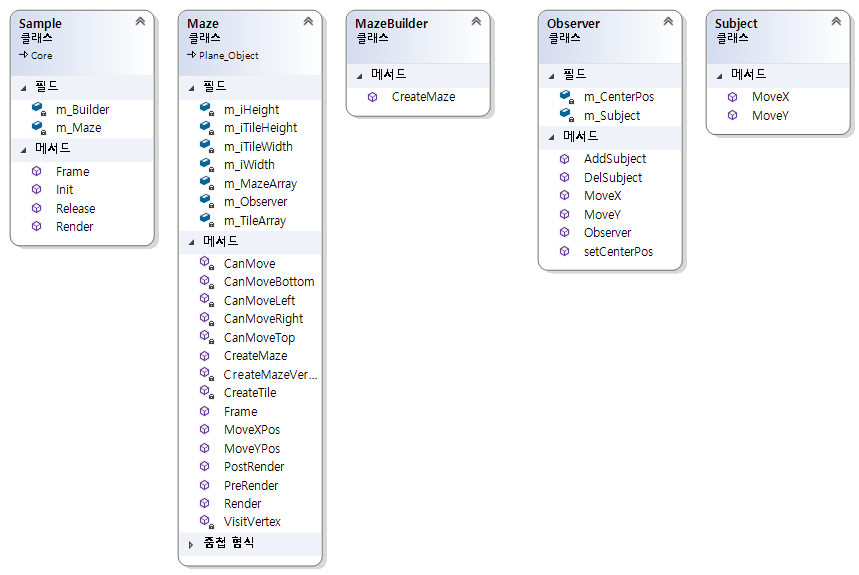 Sample
클래스
Core
필드
m_Builder
m_Maze
메서드
Frame
Init
Release
Render
Maze
클래스
Plane_Object
필드
m_iHeight
m_iTileHeight
m_iTileWidth
m_iWidth
m_MazeArray
m_Observer
m_TileArray
메서드
CanMove
CanMoveBottom
CanMoveLeft
CanMoveRight
CanMoveTop
CreateMaze
CreateMazeVer...
CreateTile
Frame
MoveXPos
MoveYPos
PostRender
PreRender
Render
VisitVertex
중첩 형식
MazeBuilder
클래스
메서드
CreateMaze
Observer
클래스
필드
m_CenterPos
m_Subject
메서드
AddSubject
DelSubject
MoveX
MoveY
Observer
setCenterPos
Subject
클래스
메서드
MoveX
MoveY